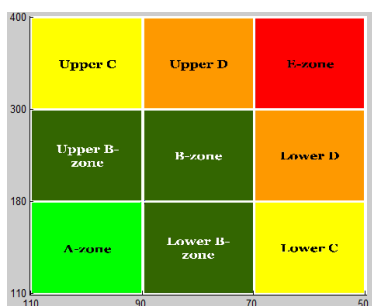 400
Upper C Upper D E-zone
300
Upper B-
zone
B-zone Lower D
180
A-zone Lower B-
zone
Lower C
110
110 90 70 50